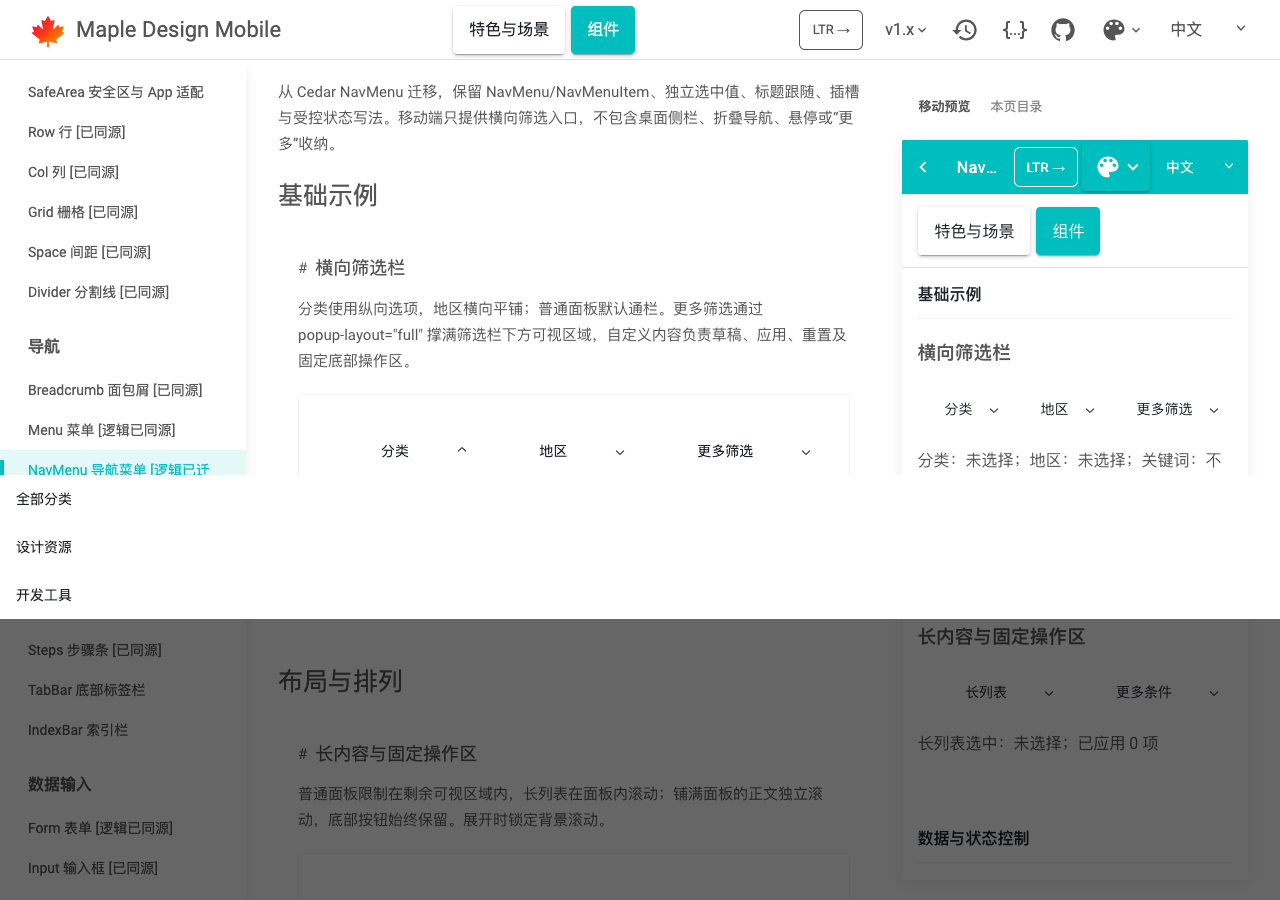 Maple Design Mobile
特色与场景
组件
LTR →
v1.x
中文
SafeArea 安全区与 App 适配
Row 行 [已同源]
Col 列 [已同源]
Grid 栅格 [已同源]
Space 间距 [已同源]
Divider 分割线 [已同源]
导航
Breadcrumb 面包屑 [已同源]
Menu 菜单 [逻辑已同源]
NavMenu 导航菜单 [逻辑已迁
从 Cedar NavMenu 迁移，保留 NavMenu/NavMenuItem、独立选中值、标题跟随、插槽
与受控状态写法。移动端只提供横向筛选入口，不包含桌面侧栏、折叠导航、悬停或“更
多”收纳。
基础示例
# 横向筛选栏
分类使用纵向选项，地区横向平铺；普通面板默认通栏。更多筛选通过
popup-layout="full" 撑满筛选栏下方可视区域，自定义内容负责草稿、应用、重置及
固定底部操作区。
分类
地区
更多筛选
移动预览
本页目录
Nav...
LTR →
中文
特色与场景
组件
基础示例
横向筛选栏
分类
地区
更多筛选
分类：未选择；地区：未选择；关键词：不
全部分类
设计资源
开发工具
Steps 步骤条 [已同源]
TabBar 底部标签栏
IndexBar 索引栏
数据输入
Form 表单 [逻辑已同源]
Input 输入框 [已同源]
布局与排列
# 长内容与固定操作区
普通面板限制在剩余可视区域内，长列表在面板内滚动；铺满面板的正文独立滚
动，底部按钮始终保留。展开时锁定背景滚动。
长内容与固定操作区
长列表
更多条件
长列表选中：未选择；已应用 0 项
数据与状态控制